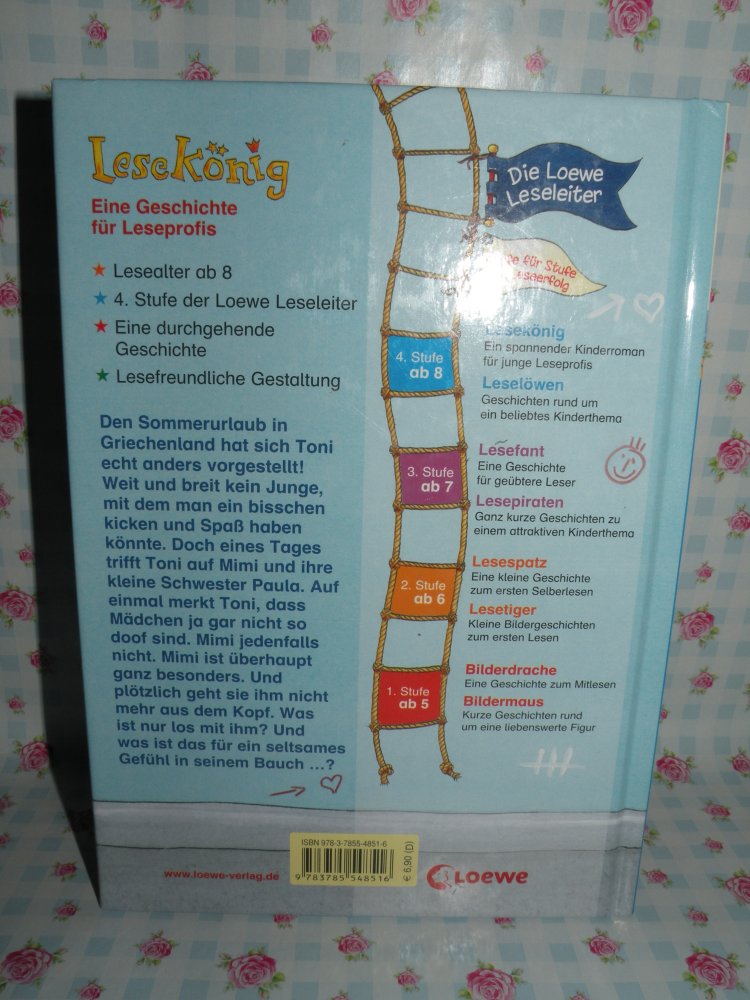 Lesekönig
Eine Geschichte
für Leseprofis
Lesealter ab 8
4. Stufe der Loewe Leseleiter
Eine durchgehende
Geschichte
Lesefreundliche Gestaltung
Den Sommerurlaub in
Griechenland hat sich Toni
echt anders vorgestellt!
Weit und breit kein Junge,
mit dem man ein bisschen
kicken und Spaß haben
könnte. Doch eines Tages
trifft Toni auf Mimi und ihre
kleine Schwester Paula. Auf
einmal merkt Toni, dass
Mädchen ja gar nicht so
doof sind. Mimi jedenfalls
nicht. Mimi ist überhaupt
ganz besonders. Und
plötzlich geht sie ihm nicht
mehr aus dem Kopf. Was
ist nur los mit ihm? Und
was ist das für ein seltsames
Gefühl in seinem Bauch ...?
Die Loewe
Leseleiter
für Stufe
4. Stufe
ab 8
Lesekönig
Ein spannender Kinderroman
für junge Leseprofis
Leselöwen
Geschichten rund um
ein beliebtes Kinderthema
3. Stufe
ab 7
Lesefant
Eine Geschichte
für geübtere Leser
Lesepiraten
Ganz kurze Geschichten zu
einem attraktiven Kinderthema
2. Stufe
ab 6
Lesespatz
Eine kleine Geschichte
zum ersten Selberlesen
Lesetiger
Kleine Bildergeschichten
zum ersten Lesen
1. Stufe
ab 5
Bilderdrache
Eine Geschichte zum Mitlesen
Bildermaus
Kurze Geschichten rund
um eine liebenswerte Figur
www.loewe-verlag.de
ISBN 978-3-7855-4851-6
9 783785 548516
€ 6,90 (D)
Loewe